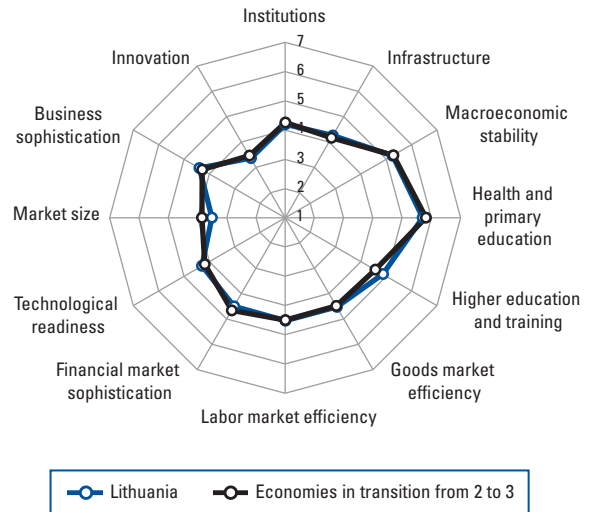 Institutions
Infrastructure
Macroeconomic
stability
Health and
primary
education
Higher education
and training
Goods market
efficiency
Labor market efficiency
Financial market
sophistication
Technological
readiness
Market size
Business
sophistication
Innovation
7
6
5
4
3
2
1
Lithuania
Economies in transition from 2 to 3